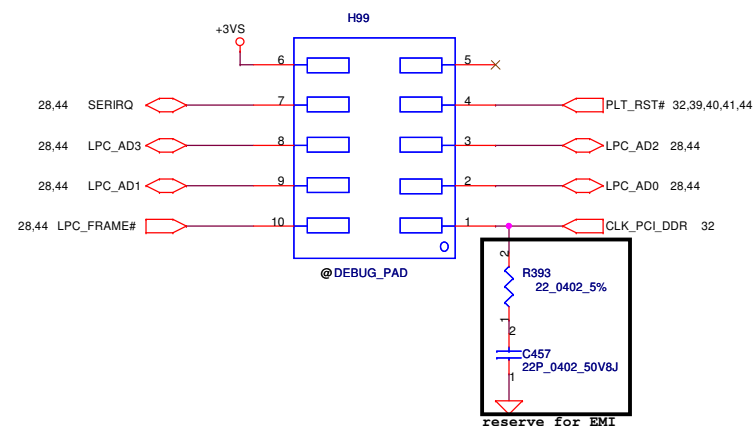 H99
+3VS
6 5
28,44 SERIRQ 7 4 PLT_RST# 32,39,40,41,44
28,44 LPC_AD3 8 3 LPC_AD2 28,44
28,44 LPC_AD1 9 2 LPC_AD0 28,44
28,44 LPC_FRAME# 10 1 CLK_PCI_DDR 32
@DEBUG_PAD
2
R393
22_0402_5%
1
2
C457
22P_0402_50V8J
1
reserve for EMI